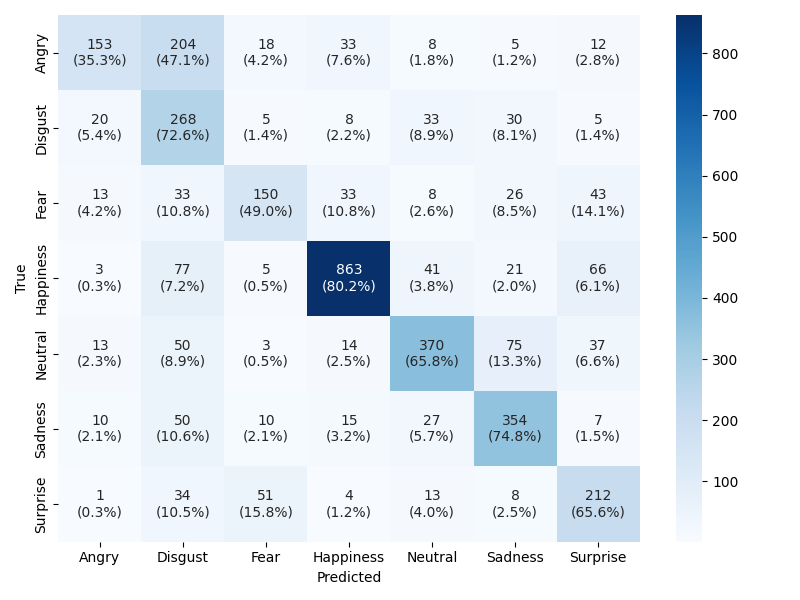 Angry 153 204 18 33 8 5 12
(35.3%) (47.1%) (4.2%) (7.6%) (1.8%) (1.2%) (2.8%)
Disgust 20 268 5 8 33 30 5
(5.4%) (72.6%) (1.4%) (2.2%) (8.9%) (8.1%) (1.4%)
Fear 13 33 150 33 8 26 43
(4.2%) (10.8%) (49.0%) (10.8%) (2.6%) (8.5%) (14.1%)
Happiness 3 77 5 863 41 21 66
(0.3%) (7.2%) (0.5%) (80.2%) (3.8%) (2.0%) (6.1%)
Neutral 13 50 3 14 370 75 37
(2.3%) (8.9%) (0.5%) (2.5%) (65.8%) (13.3%) (6.6%)
Sadness 10 50 10 15 27 354 7
(2.1%) (10.6%) (2.1%) (3.2%) (5.7%) (74.8%) (1.5%)
Surprise 1 34 51 4 13 8 212
(0.3%) (10.5%) (15.8%) (1.2%) (4.0%) (2.5%) (65.6%)
True
Angry Disgust Fear Happiness Neutral Sadness Surprise
Predicted
800
700
600
500
400
300
200
100